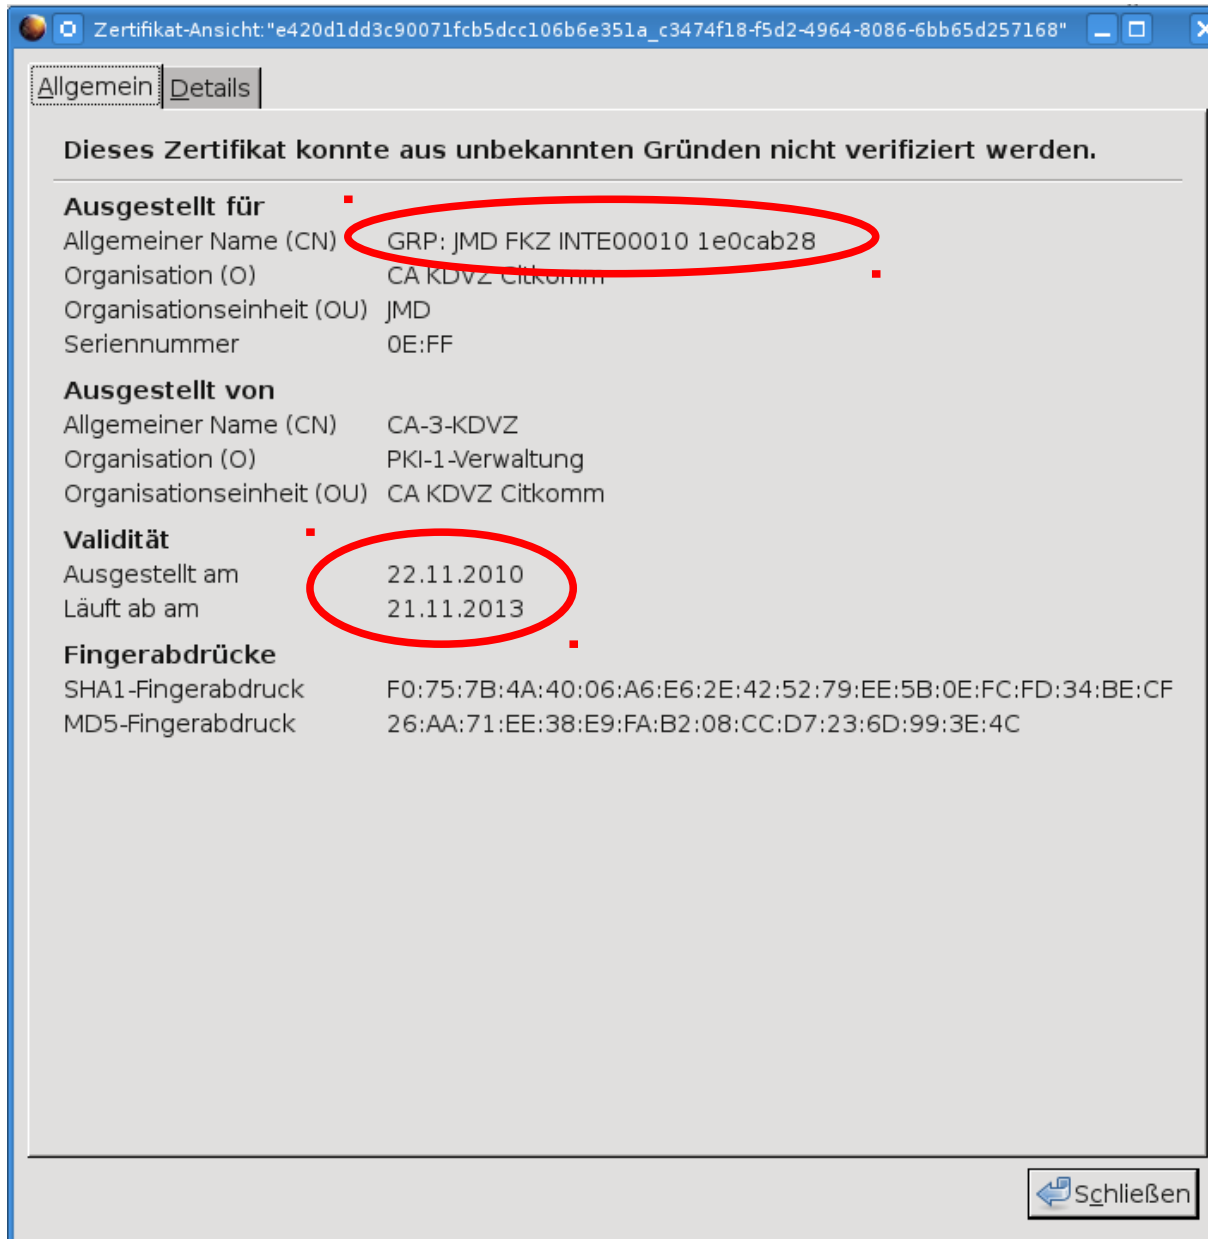 Zertifikat-Ansicht:"e420d1dd3c90071fcb5dcc106b6e351a_c3474f18-f5d2-4964-8086-6bb65d257168"
Allgemein Details
Dieses Zertifikat konnte aus unbekannten Gründen nicht verifiziert werden.
Ausgestellt für
Allgemeiner Name (CN) GRP: JMD FKZ INTE00010 1e0cab28
Organisation (O) CA KDVZ Citkomm
Organisationseinheit (OU) JMD
Seriennummer 0E:FF
Ausgestellt von
Allgemeiner Name (CN) CA-3-KDVZ
Organisation (O) PKI-1-Verwaltung
Organisationseinheit (OU) CA KDVZ Citkomm
Validität
Ausgestellt am 22.11.2010
Läuft ab am 21.11.2013
Fingerabdrücke
SHA1-Fingerabdruck F0:75:7B:4A:40:06:A6:E6:2E:42:52:79:EE:5B:0E:FC:FD:34:BE:CF
MD5-Fingerabdruck 26:AA:71:EE:38:E9:FA:B2:08:CC:D7:23:6D:99:3E:4C
Schließen